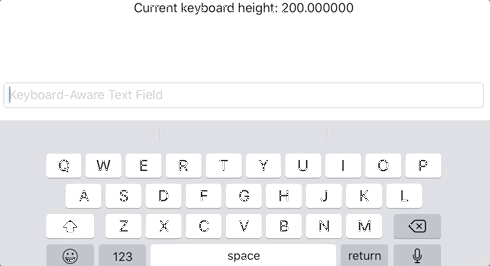 Current keyboard height: 200.000000
Keyboard-Aware Text Field
Q W E R T Y U I O P
A S D F G H J K L
Z X C V B N M
123 space return